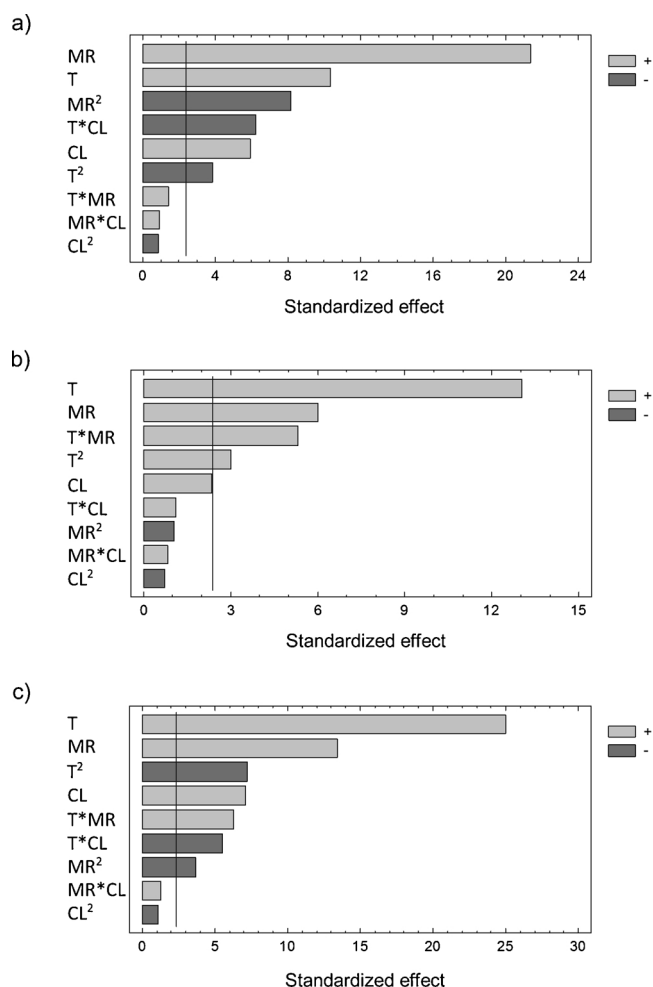 a)
MR
T
MR²
T*CL
CL
T²
T*MR
MR*CL
CL²
+
-
0 4 8 12 16 20 24
Standardized effect
b)
T
MR
T*MR
T²
CL
T*CL
MR²
MR*CL
CL²
+
-
0 3 6 9 12 15
Standardized effect
c)
T
MR
T²
CL
T*MR
T*CL
MR²
MR*CL
CL²
+
-
0 5 10 15 20 25 30
Standardized effect